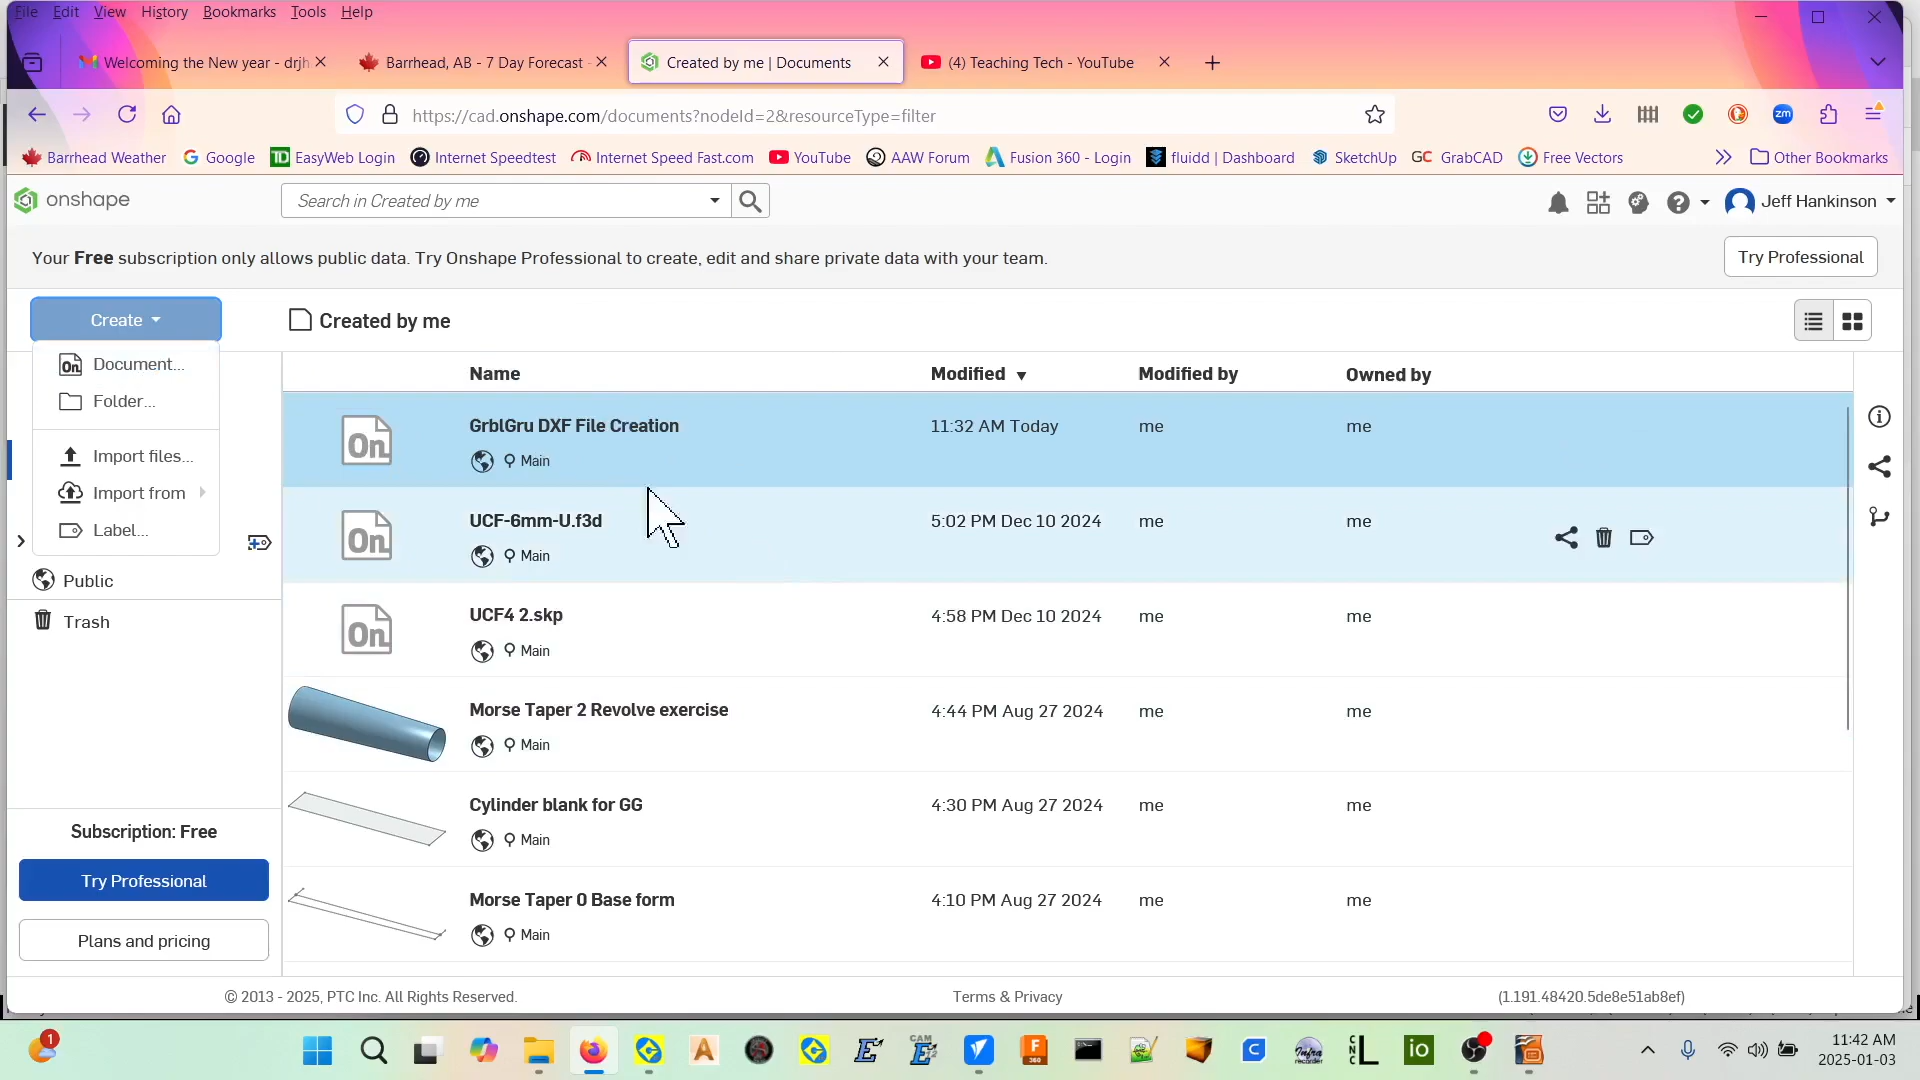 File Edit View History Bookmarks Tools Help
Welcoming the New year - drjh
Barrhead, AB - 7 Day Forecast -
Created by me | Documents
(4) Teaching Tech - YouTube
https://cad.onshape.com/documents?nodeId=2&resourceType=filter
zm
Barrhead Weather
Google
TD EasyWeb Login
Internet Speedtest
Internet Speed Fast.com
YouTube
AAW Forum
Fusion 360 - Login
fluidd | Dashboard
SketchUp
GC GrabCAD
Free Vectors
Other Bookmarks
onshape
Search in Created by me
Jeff Hankinson
Your Free subscription only allows public data. Try Onshape Professional to create, edit and share private data with your team.
Try Professional
Create
Created by me
Document...
Folder...
Import files...
Import from
Label...
Public
Trash
Name Modified Modified by Owned by
On GrblGru DXF File Creation 11:32 AM Today me me
Main
On UCF-6mm-U.f3d 5:02 PM Dec 10 2024 me me
Main
On UCF4 2.skp 4:58 PM Dec 10 2024 me me
Main
Morse Taper 2 Revolve exercise 4:44 PM Aug 27 2024 me me
Main
Cylinder blank for GG 4:30 PM Aug 27 2024 me me
Main
Morse Taper 0 Base form 4:10 PM Aug 27 2024 me me
Main
Subscription: Free
Try Professional
Plans and pricing
© 2013 - 2025, PTC Inc. All Rights Reserved.
Terms & Privacy
(1.191.48420.5de8e51ab8ef)
1
11:42 AM
2025-01-03